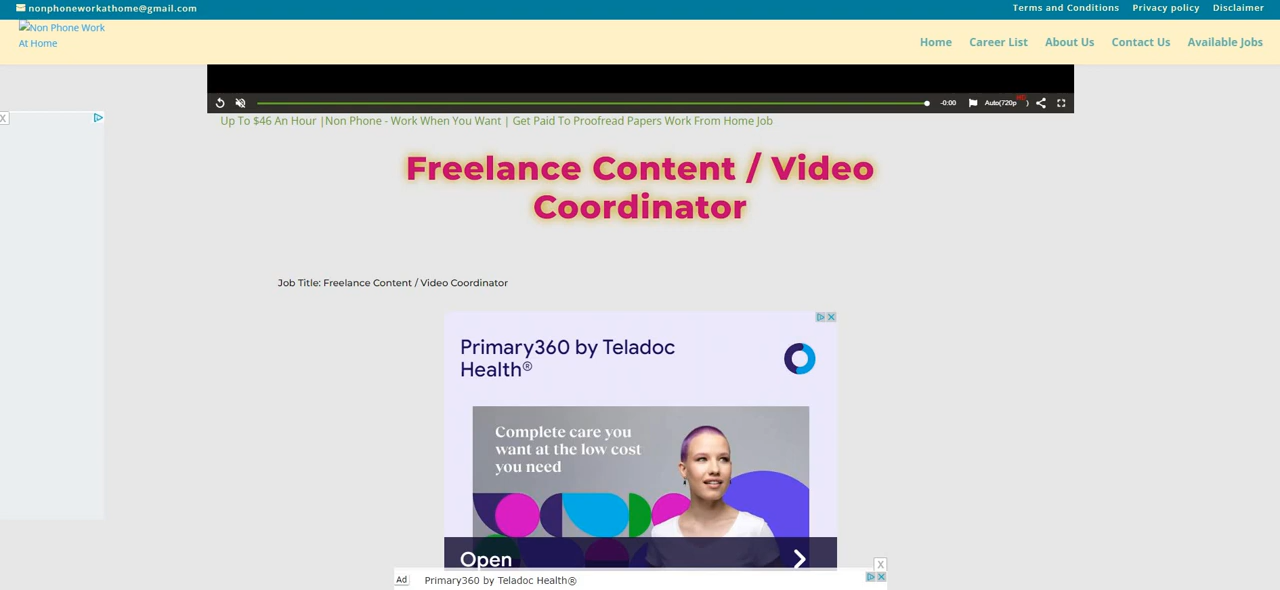 nonphoneworkathome@gmail.com
Terms and Conditions Privacy policy Disclaimer
Non Phone Work
At Home
Home Career List About Us Contact Us Available Jobs
-0:00 Auto(720p )
Up To $46 An Hour |Non Phone - Work When You Want | Get Paid To Proofread Papers Work From Home Job
Freelance Content / Video
Coordinator
Job Title: Freelance Content / Video Coordinator
X
Primary360 by Teladoc
Health®
Complete care you
want at the low cost
you need
Open
X
Ad Primary360 by Teladoc Health®